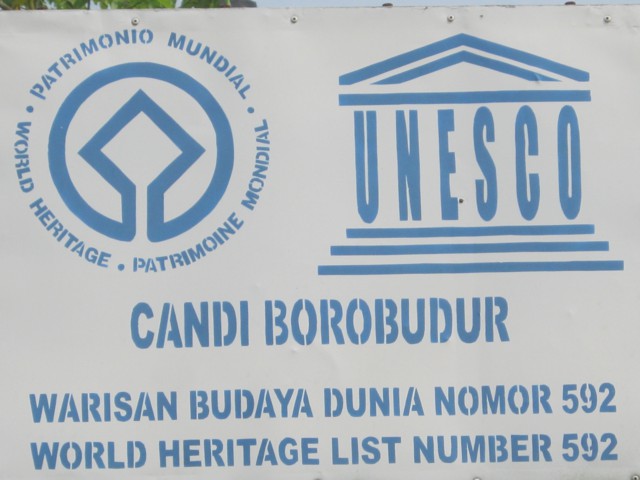 PATRIMONIO MUNDIAL •
WORLD HERITAGE •
PATRIMOINE MONDIAL •
UNESCO
CANDI BOROBUDUR
WARISAN BUDAYA DUNIA NOMOR 592
WORLD HERITAGE LIST NUMBER 592